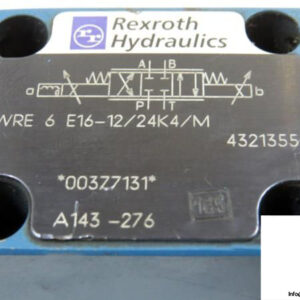 Rexroth
Hydraulics
A B
a b
P T
WRE 6 E16-12/24K4/M
4321355
*003Z7131*
A143-276